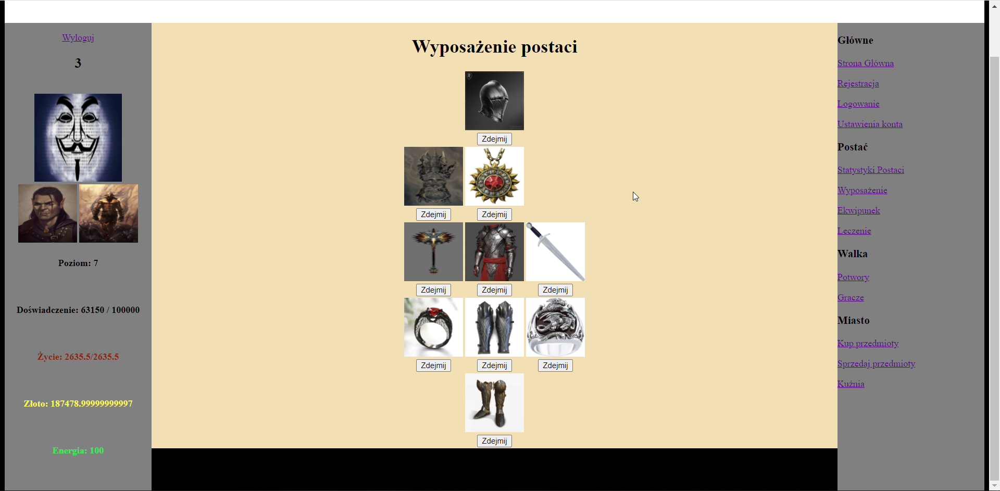 Wyloguj
3
Poziom: 7
Doświadczenie: 63150 / 100000
Życie: 2635.5/2635.5
Złoto: 187478.99999999997
Energia: 100
Wyposażenie postaci
Zdejmij
Zdejmij Zdejmij
Zdejmij Zdejmij Zdejmij
Zdejmij Zdejmij Zdejmij
Zdejmij
Główne
Strona Główna
Rejestracja
Logowanie
Ustawienia konta
Postać
Statystyki Postaci
Wyposażenie
Ekwipunek
Leczenie
Walka
Potwory
Gracze
Miasto
Kup przedmioty
Sprzedaj przedmioty
Kuźnia